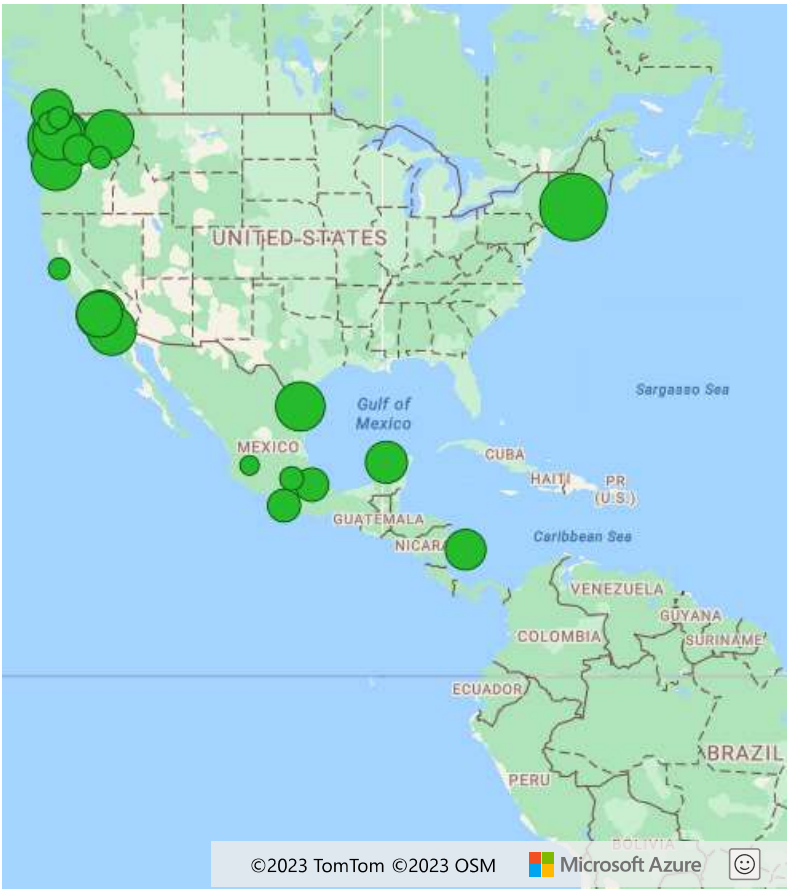 UNITED STATES
Sargasso Sea
Gulf of
Mexico
MEXICO
CUBA
HAITI
PR
(U.S.)
GUATEMALA
Caribbean Sea
NICARA
VENEZUELA
GUYANA
COLOMBIA
SURINAME
ECUADOR
BRAZIL
PERU
BOLIVIA
©2023 TomTom ©2023 OSM
Microsoft Azure